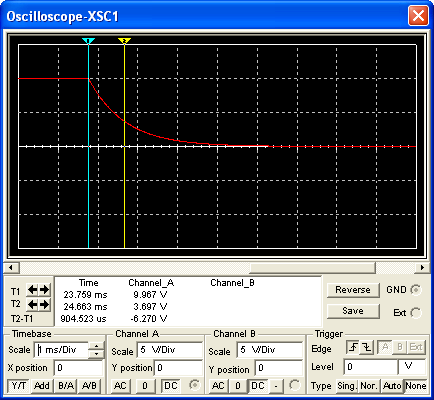 Oscilloscope-XSC1
1 2
Time Channel_A Channel_B
T1 23.759 ms 9.967 V
T2 24.663 ms 3.697 V
T2-T1 904.523 us -6.270 V
Reverse
Save
GND
Ext
Timebase
Scale 1 ms/Div
X position 0
Y/T Add B/A A/B
Channel A
Scale 5 V/Div
Y position 0
AC 0 DC
Channel B
Scale 5 V/Div
Y position 0
AC 0 DC -
Trigger
Edge A B Ext
Level 0 V
Type Sing. Nor. Auto None